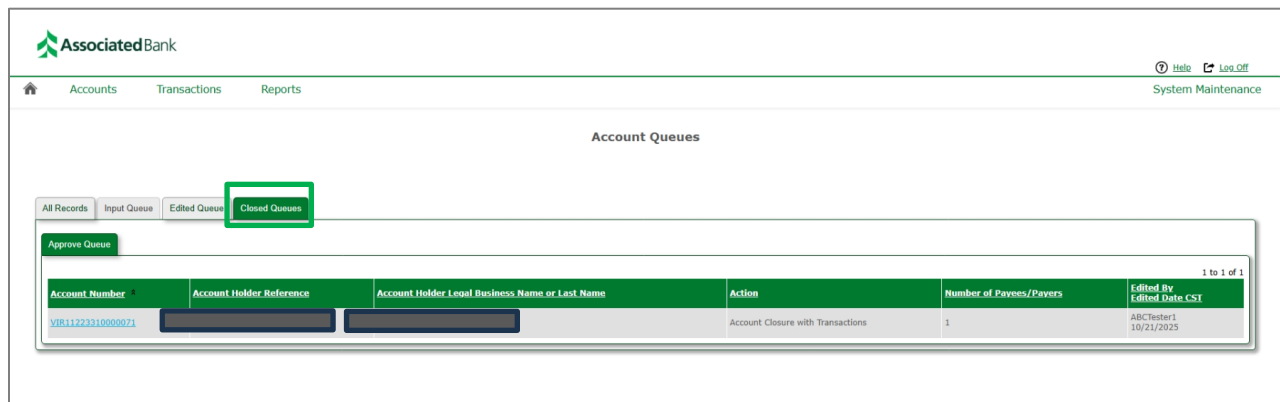 Associated Bank
Help Log Off
Accounts Transactions Reports System Maintenance
Account Queues
All Records Input Queue Edited Queue Closed Queues
Approve Queue
1 to 1 of 1
Account Number Account Holder Reference Account Holder Legal Business Name or Last Name Action Number of Payees/Payers Edited By
Edited Date CST
VIR11223310000071 Account Closure with Transactions 1 ABCTester1
10/21/2025